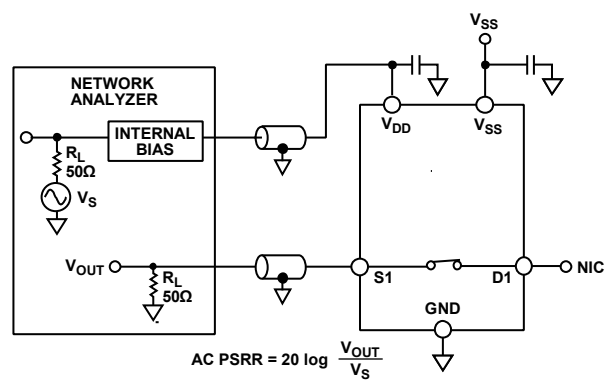 VSS
NETWORK
ANALYZER
INTERNAL
BIAS
RL
50Ω
VS
VDD
VSS
VOUT
RL
50Ω
S1
D1
NIC
GND
AC PSRR = 20 log VOUT
VS